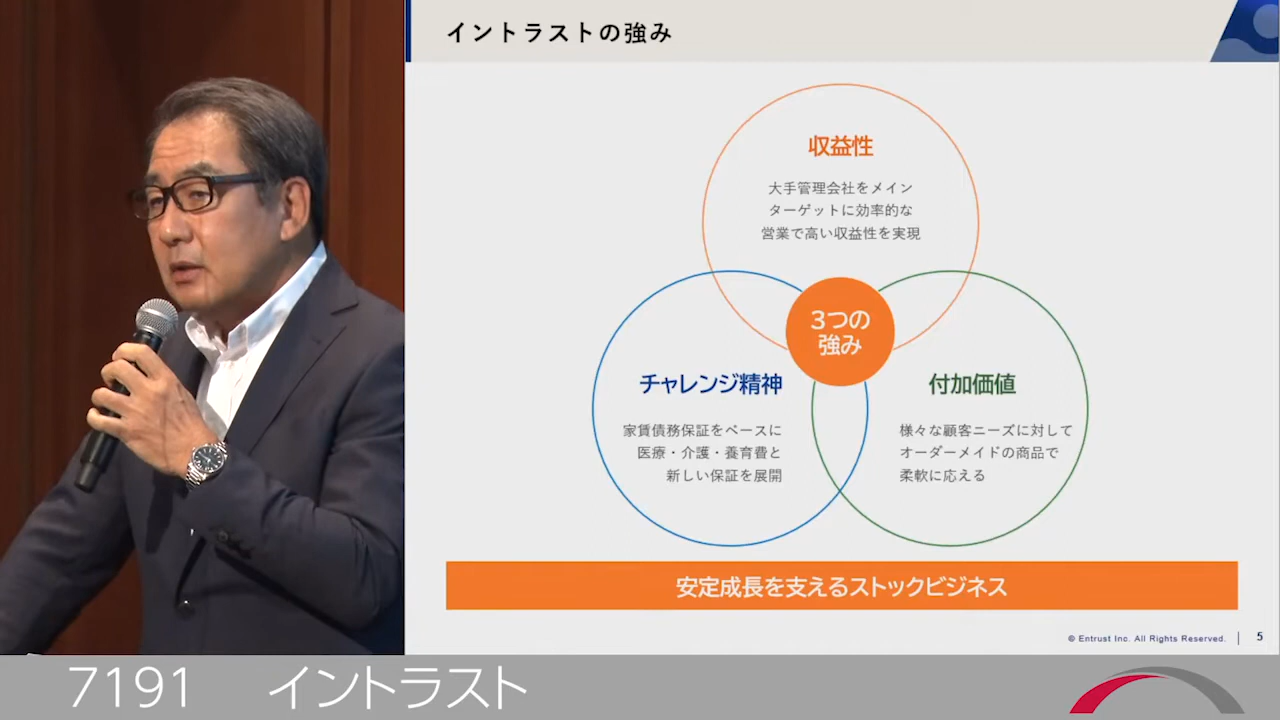 イントラストの強み
収益性
大手管理会社をメイン
ターゲットに効率的な
営業で高い収益性を実現
3つの
強み
チャレンジ精神
家賃債務保証をベースに
医療・介護・養育費と
新しい保証を展開
付加価値
様々な顧客ニーズに対して
オーダーメイドの商品で
柔軟に応える
安定成長を支えるストックビジネス
© Entrust Inc. All Rights Reserved. | 5
7191 イントラスト